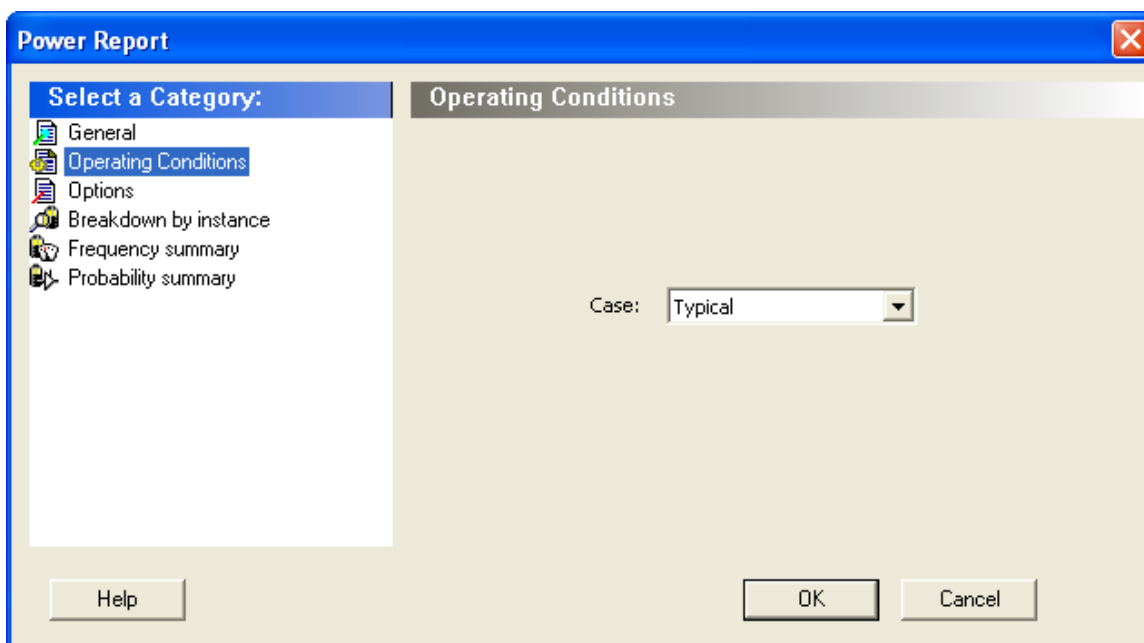 Power Report
Select a Category:
General
Operating Conditions
Options
Breakdown by instance
Frequency summary
Probability summary
Operating Conditions
Case: Typical
Help
OK
Cancel